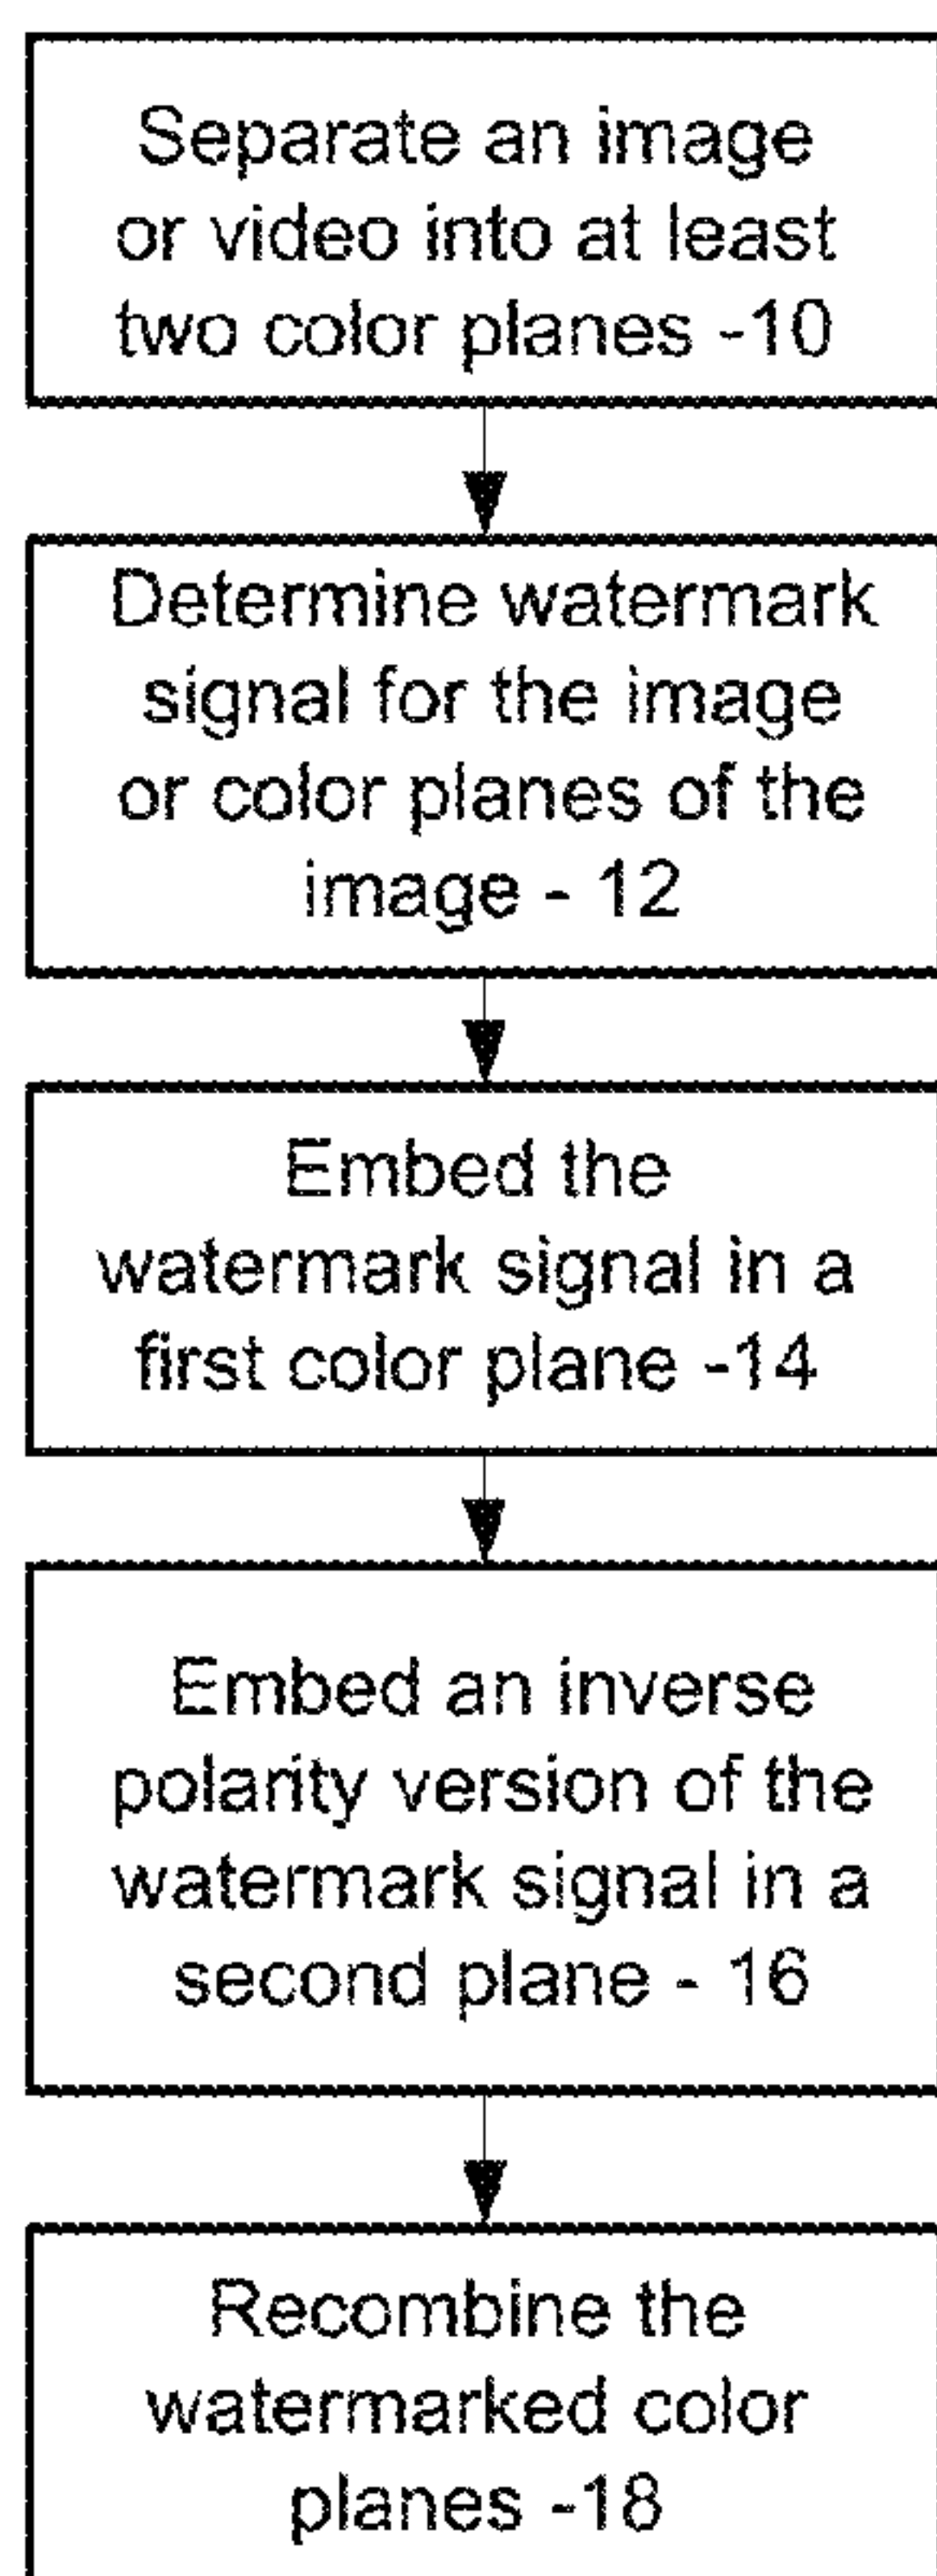 Separate an image
or video into at least
two color planes -10
Determine watermark
signal for the image
or color planes of the
image - 12
Embed the
watermark signal in a
first color plane -14
Embed an inverse
polarity version of the
watermark signal in a
second plane - 16
Recombine the
watermarked color
planes -18